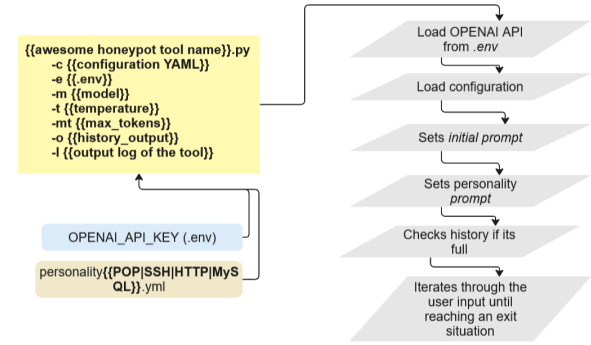 {{awesome honeypot tool name}}.py
-c {{configuration YAML}}
-e {{.env}}
-m {{model}}
-t {{temperature}}
-mt {{max_tokens}}
-o {{history_output}}
-l {{output log of the tool}}
OPENAI_API_KEY (.env)
personality{{POP|SSH|HTTP|MyS
QL}}.yml
Load OPENAI API
from .env
Load configuration
Sets initial prompt
Sets personality
prompt
Checks history if its
full
Iterates through the
user input until
reaching an exit
situation